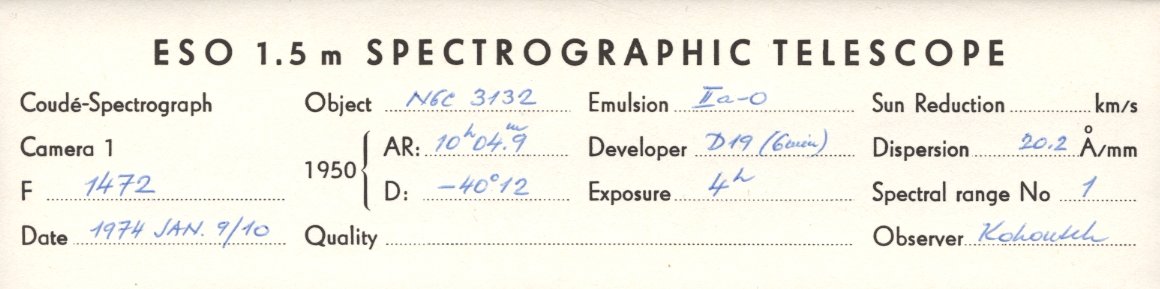 ESO 1.5 m SPECTROGRAPHIC TELESCOPE
Coudé-Spectrograph Object NGC 3132 Emulsion IIa-O Sun Reduction km/s
Camera 1 1950 AR: 10ʰ04.ᵐ9 Developer D19 (6min) Dispersion 20.2 Å/mm
F 1472 D: -40°12 Exposure 4ʰ Spectral range No 1
Date 1974 JAN. 9/10 Quality Observer Kohoutek